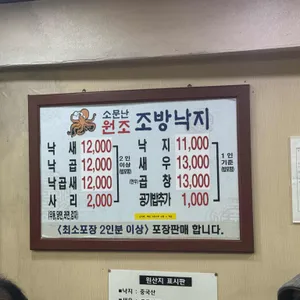 소문난
원조 조방낙지
낙새 12,000
낙곱 12,000
낙곱새 12,000
사리 2,000
2인
이상
낙지 11,000
새우 13,000
곱창 13,000
공기밥추가 1,000
1인
기준
<최소포장 2인분 이상> 포장판매 합니다.
원산지 표시판
낙지 : 중국산